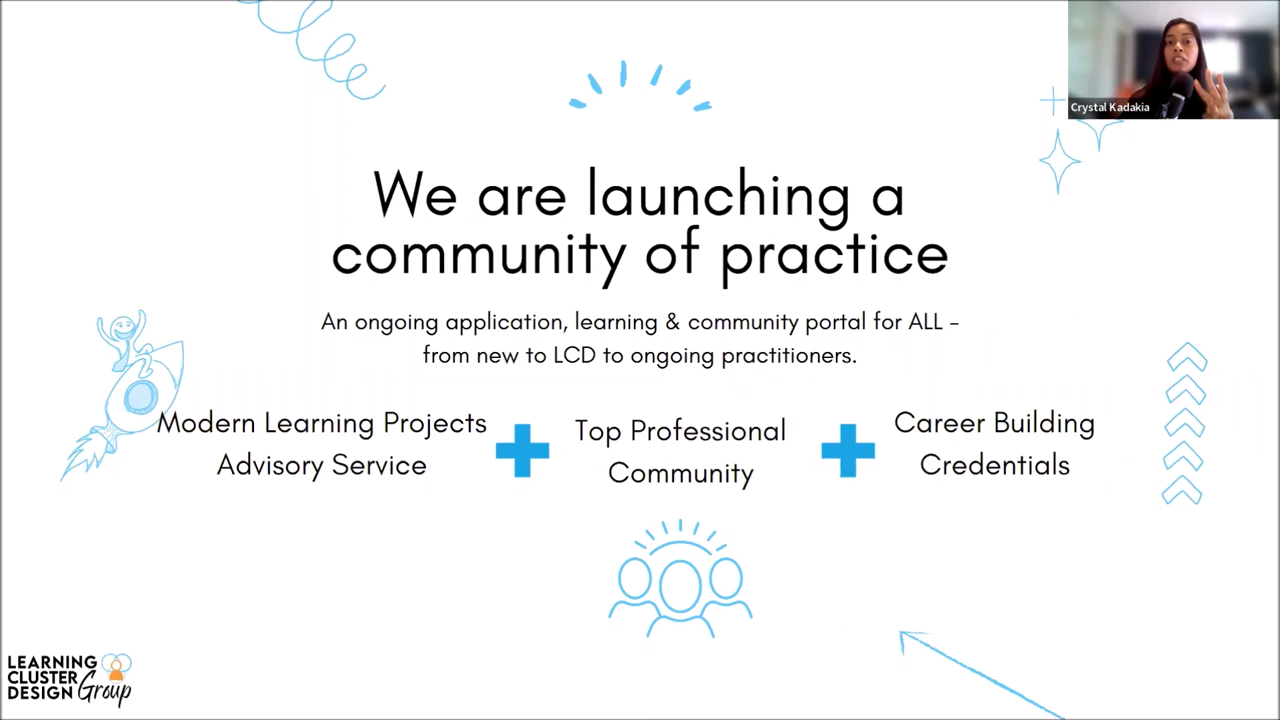 Crystal Kadakia
We are launching a
community of practice
An ongoing application, learning & community portal for ALL –
from new to LCD to ongoing practitioners.
Modern Learning Projects
Advisory Service
Top Professional
Community
Career Building
Credentials
LEARNING
CLUSTER
DESIGN Group